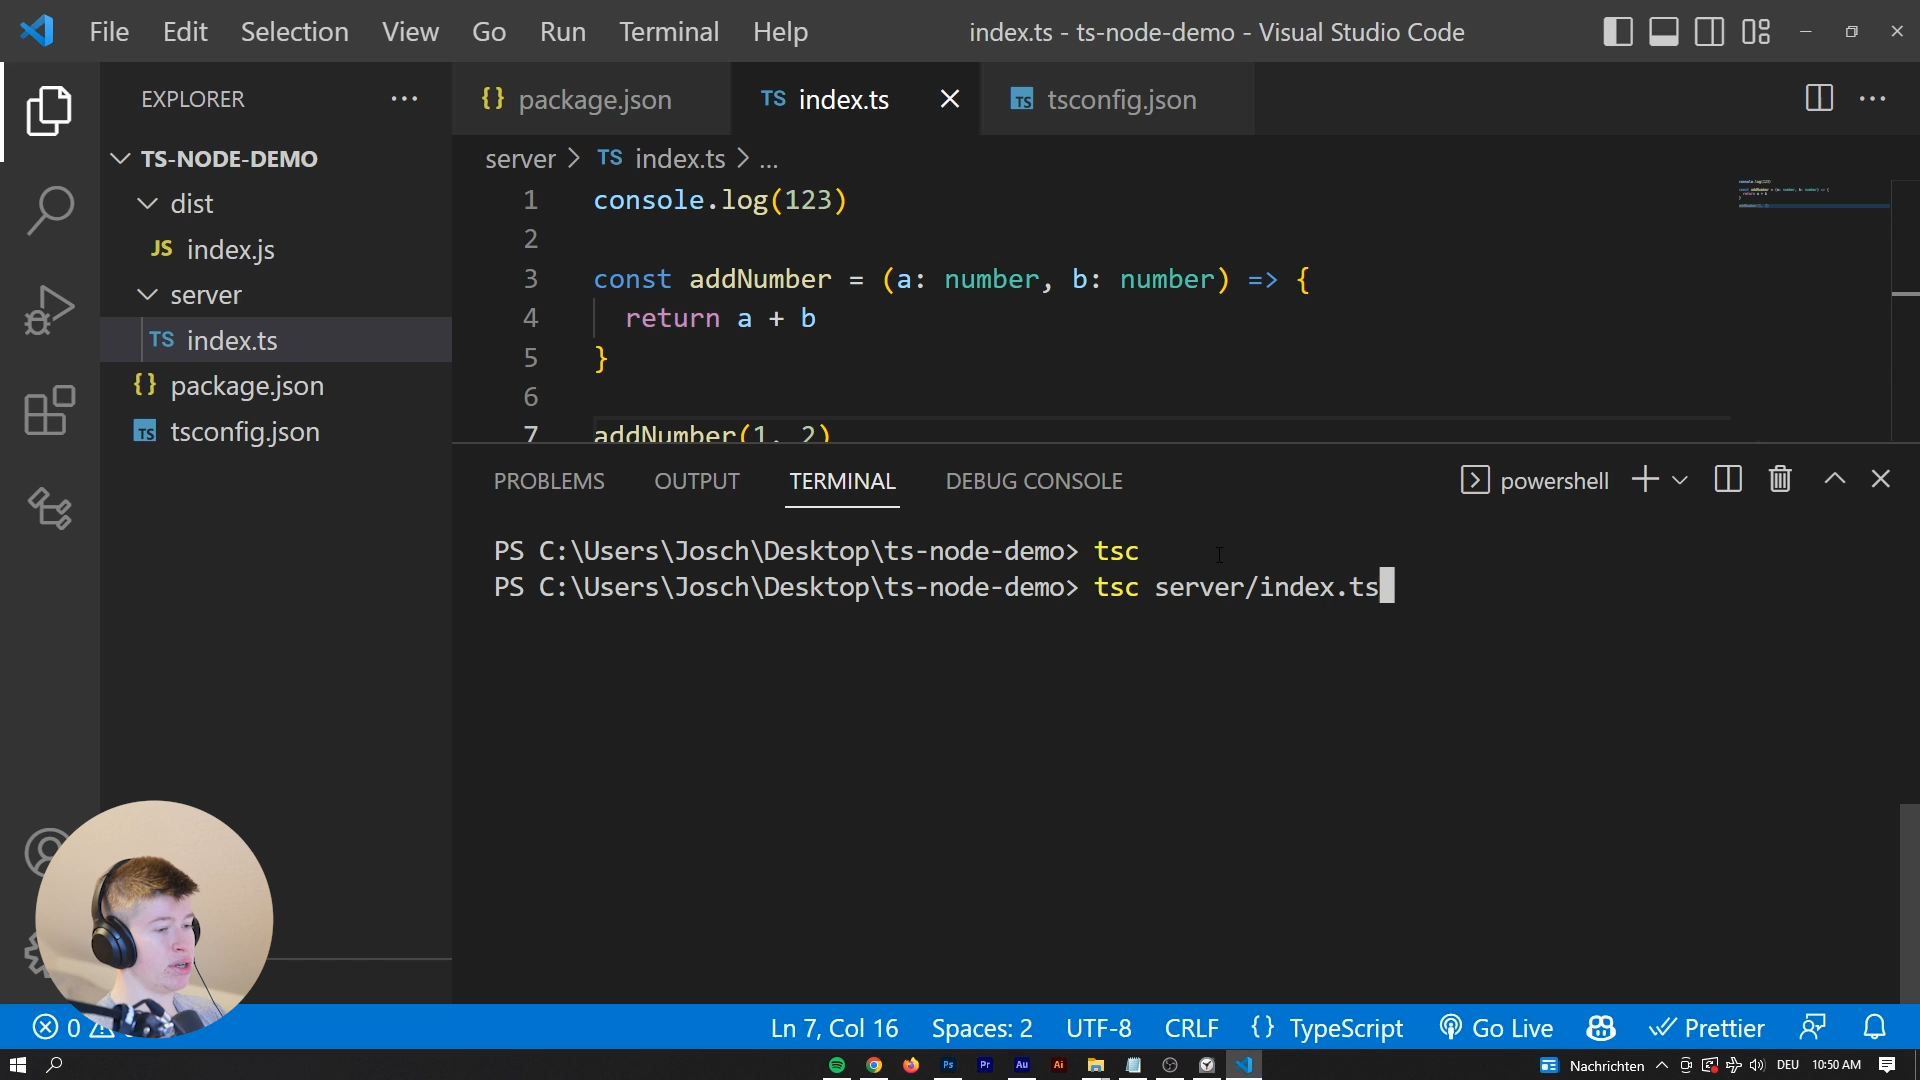 File Edit Selection View Go Run Terminal Help index.ts - ts-node-demo - Visual Studio Code
EXPLORER
{} package.json TS index.ts TS tsconfig.json
TS-NODE-DEMO
server > TS index.ts > ...
dist
JS index.js
server
TS index.ts
{} package.json
TS tsconfig.json
1 console.log(123)
2
3 const addNumber = (a: number, b: number) => {
4 return a + b
5 }
6
7 addNumber(1, 2)
PROBLEMS OUTPUT TERMINAL DEBUG CONSOLE powershell
PS C:\Users\Josch\Desktop\ts-node-demo> tsc
PS C:\Users\Josch\Desktop\ts-node-demo> tsc server/index.ts
0 Ln 7, Col 16 Spaces: 2 UTF-8 CRLF {} TypeScript Go Live Prettier
Ps Pr Au Ai Nachrichten DEU 10:50 AM